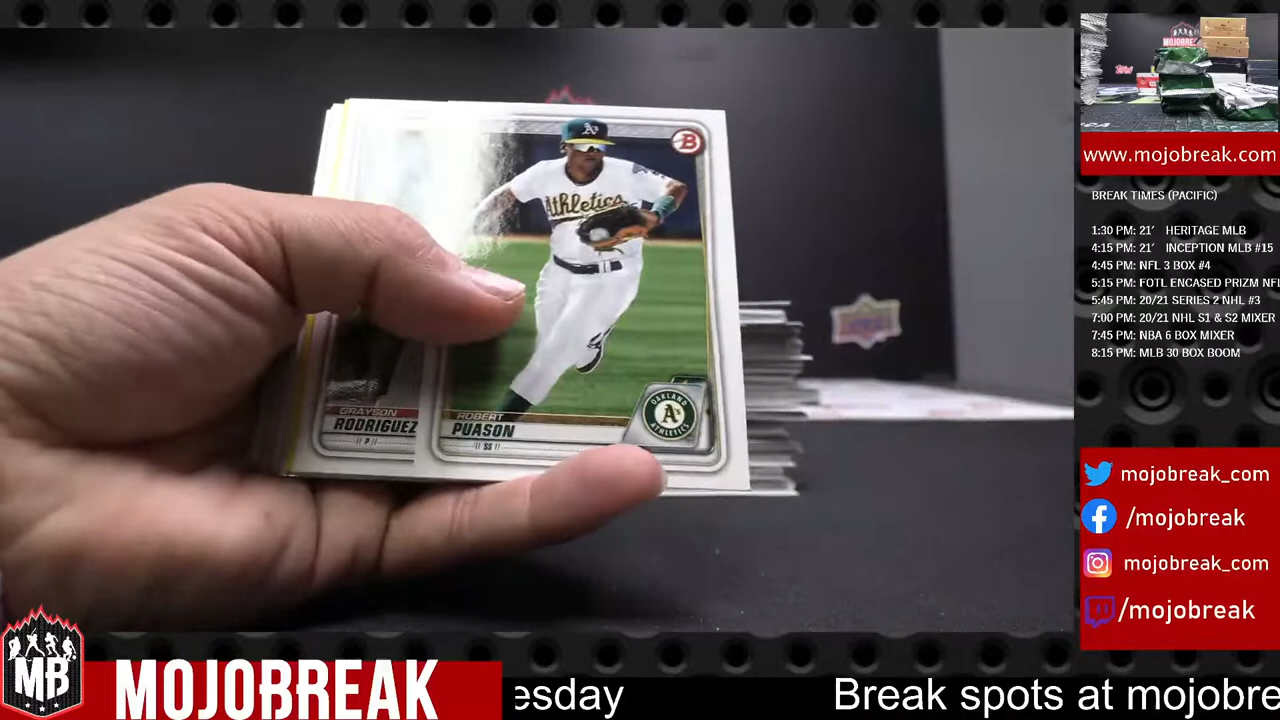 A's
B
Athletics
GRAYSON
RODRIGUEZ
// P //
ROBERT
PUASON
// SS //
OAKLAND
A's
ATHLETICS
MOJOBREAK
topps
www.mojobreak.com
BREAK TIMES (PACIFIC)
1:30 PM: 21' HERITAGE MLB
4:15 PM: 21' INCEPTION MLB #15
4:45 PM: NFL 3 BOX #4
5:15 PM: FOTL ENCASED PRIZM NFL
5:45 PM: 20/21 SERIES 2 NHL #3
7:00 PM: 20/21 NHL S1 & S2 MIXER
7:45 PM: NBA 6 BOX MIXER
8:15 PM: MLB 30 BOX BOOM
mojobreak_com
/mojobreak
mojobreak_com
/mojobreak
MB
MOJOBREAK
esday
Break spots at mojobre